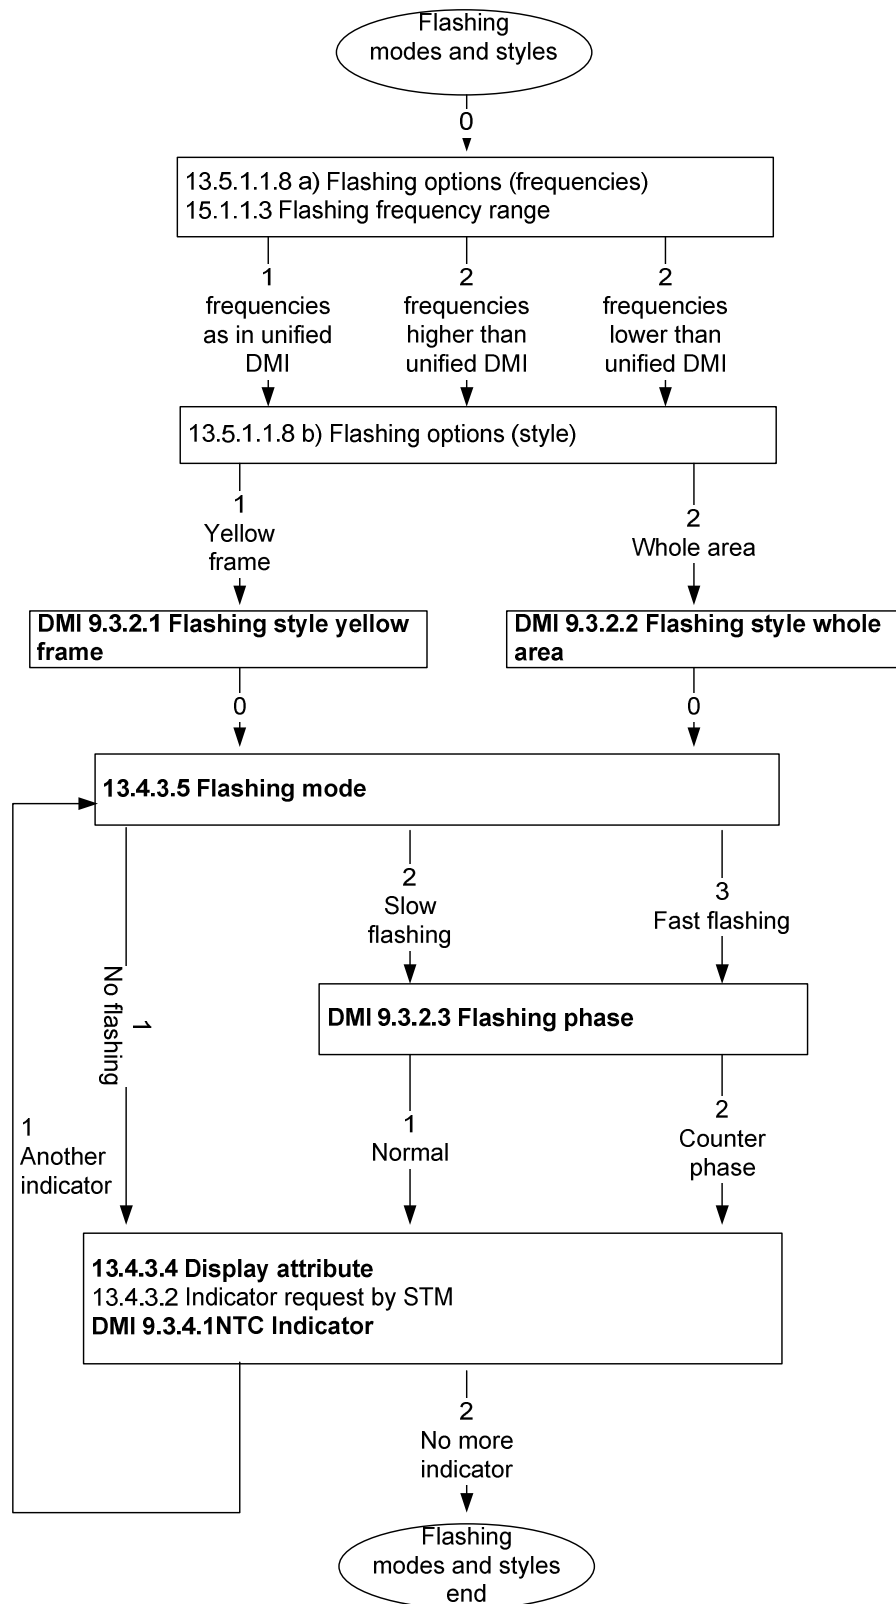 Flashing
modes and styles
0
13.5.1.1.8 a) Flashing options (frequencies)
15.1.1.3 Flashing frequency range
1
frequencies
as in unified
DMI
2
frequencies
higher than
unified DMI
2
frequencies
lower than
unified DMI
13.5.1.1.8 b) Flashing options (style)
1
Yellow
frame
2
Whole area
DMI 9.3.2.1 Flashing style yellow
frame
DMI 9.3.2.2 Flashing style whole
area
0
0
13.4.3.5 Flashing mode
1
No flashing
2
Slow
flashing
3
Fast flashing
DMI 9.3.2.3 Flashing phase
1
Another
indicator
1
Normal
2
Counter
phase
13.4.3.4 Display attribute
13.4.3.2 Indicator request by STM
DMI 9.3.4.1NTC Indicator
2
No more
indicator
Flashing
modes and styles
end